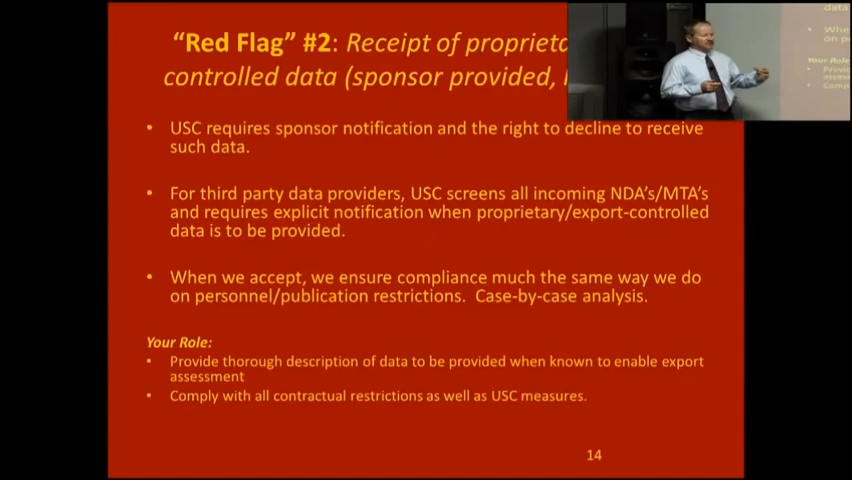 “Red Flag” #2: Receipt of
controlled data (sponsor provided,
• USC requires sponsor notification and the right to decline to receive
such data.
• For third party data providers, USC screens all incoming NDA’s/MTA’s
and requires explicit notification when proprietary/export-controlled
data is to be provided.
• When we accept, we ensure compliance much the same way we do
on personnel/publication restrictions. Case-by-case analysis.
Your Role:
• Provide thorough description of data to be provided when known to enable export
assessment
• Comply with all contractual restrictions as well as USC measures.
14
data
Your Role